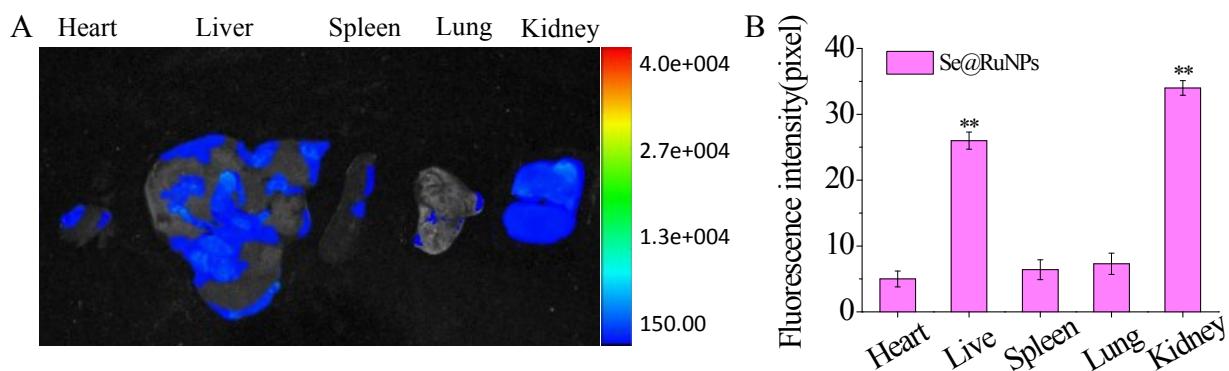 A
Heart Liver Spleen Lung Kidney
4.0e+004
2.7e+004
1.3e+004
150.00
B
Fluorescence intensity(pixel)
40
30
20
10
0
Se@RuNPs
**
**
Heart Live Spleen Lung Kidney